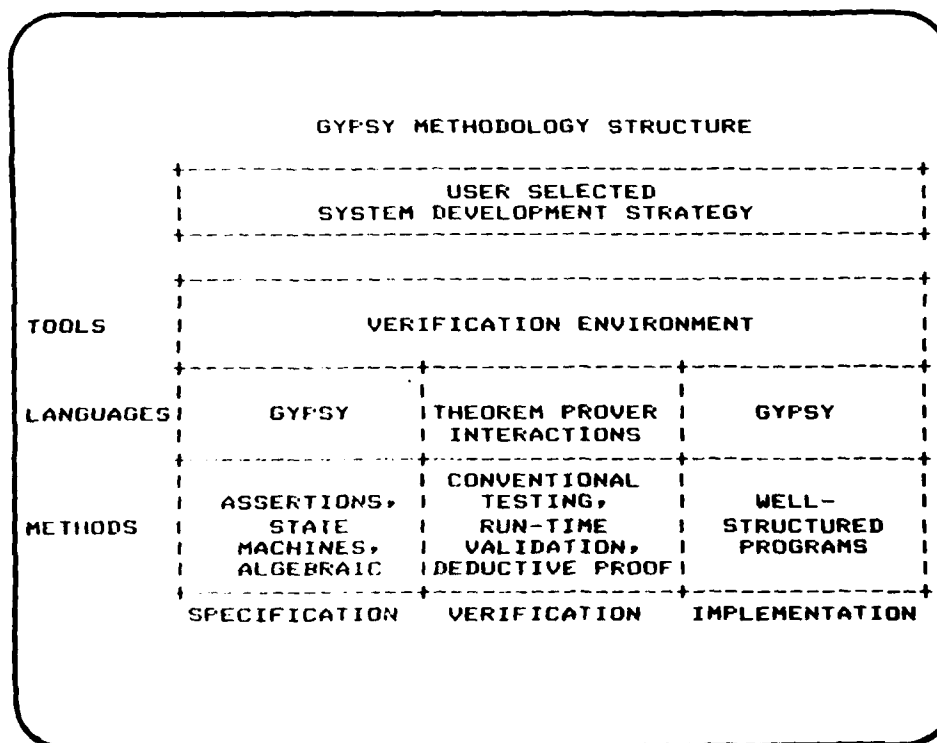 GYPSY METHODOLOGY STRUCTURE
USER SELECTED
SYSTEM DEVELOPMENT STRATEGY
TOOLS VERIFICATION ENVIRONMENT
LANGUAGES GYPSY THEOREM PROVER GYPSY
INTERACTIONS
CONVENTIONAL
ASSERTIONS, TESTING, WELL-
METHODS STATE RUN-TIME STRUCTURED
MACHINES, VALIDATION, PROGRAMS
ALGEBRAIC DEDUCTIVE PROOF
SPECIFICATION VERIFICATION IMPLEMENTATION